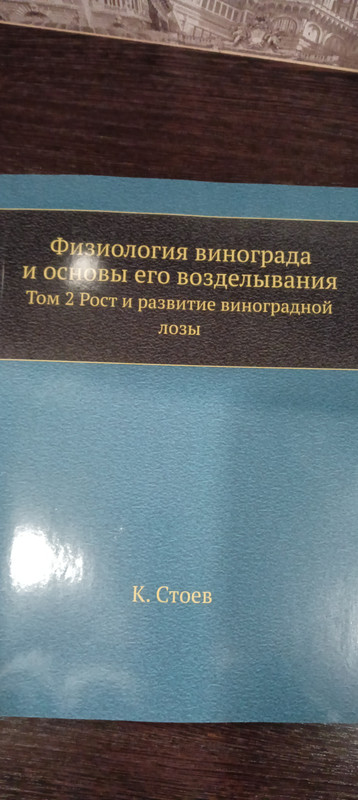 Физиология винограда
и основы его возделывания
Том 2 Рост и развитие виноградной
лозы
К. Стоев